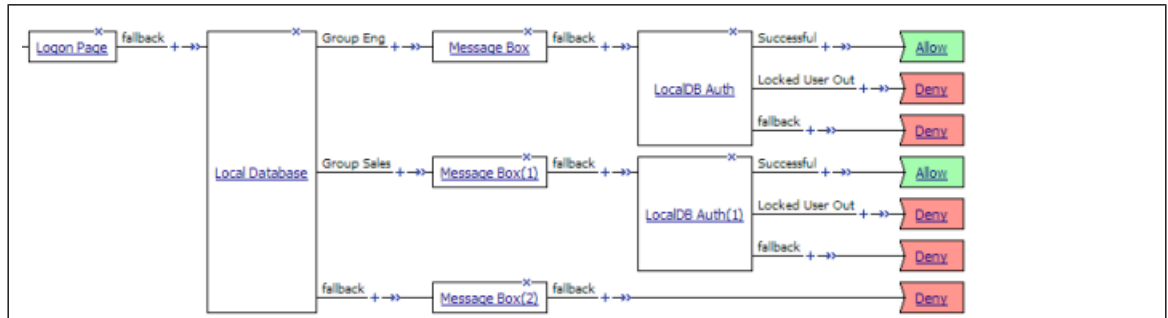 Logon Page
fallback
Local Database
Group Eng
Message Box
fallback
LocalDB Auth
Successful
Allow
Locked User Out
Deny
fallback
Deny
Group Sales
Message Box(1)
fallback
LocalDB Auth(1)
Successful
Allow
Locked User Out
Deny
fallback
Deny
fallback
Message Box(2)
fallback
Deny